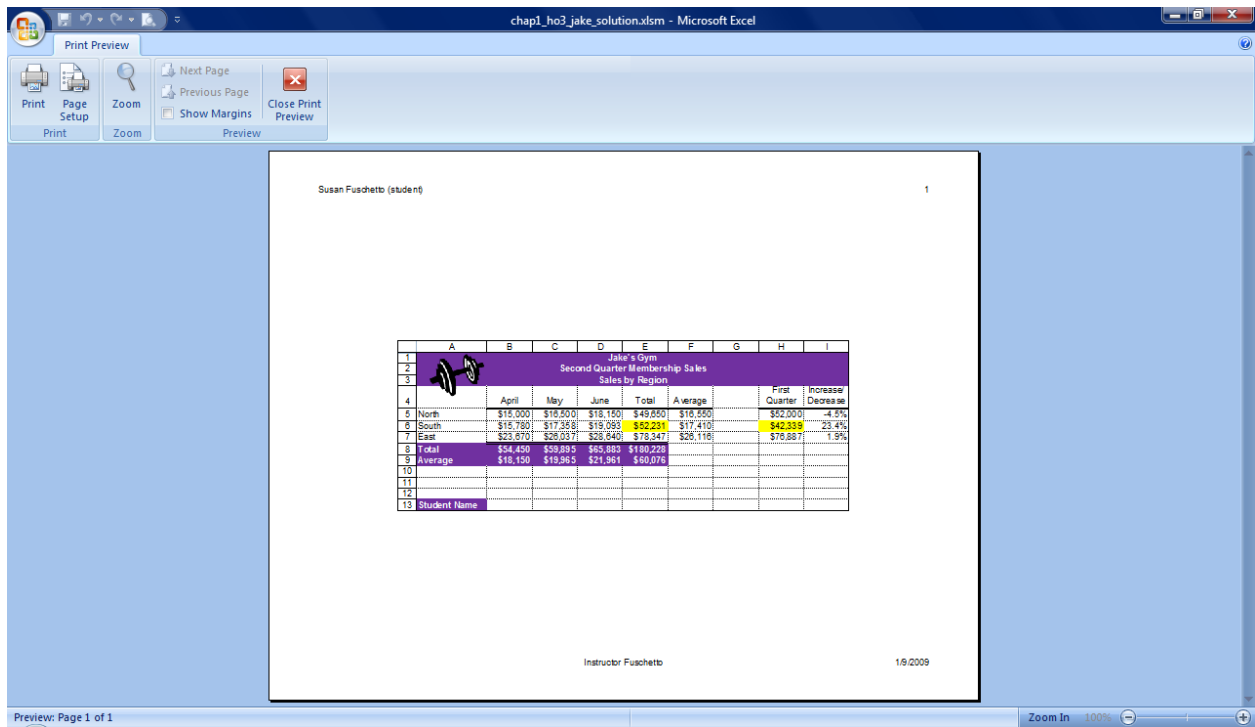 chap1_ho3_jake_solution.xlsm - Microsoft Excel
Print Preview
Print
Page Setup
Zoom
Next Page
Previous Page
Show Margins
Close Print Preview
Print Zoom Preview
Susan Fuschetto (student) 1
A B C D E F G H I
1 Jake's Gym
2 Second Quarter Membership Sales
3 Sales by Region
4 April May June Total Average First Quarter Increase/ Decrease
5 North $15,000 $16,500 $18,150 $49,650 $16,550 $52,000 -4.5%
6 South $15,780 $17,358 $19,093 $52,231 $17,410 $42,339 23.4%
7 East $23,670 $26,037 $28,640 $78,347 $26,116 $76,887 1.9%
8 Total $54,450 $59,895 $65,883 $180,228
9 Average $18,150 $19,965 $21,961 $60,076
10
11
12
13 Student Name
Instructor Fuschetto 1/9/2009
Preview: Page 1 of 1 Zoom In 100%